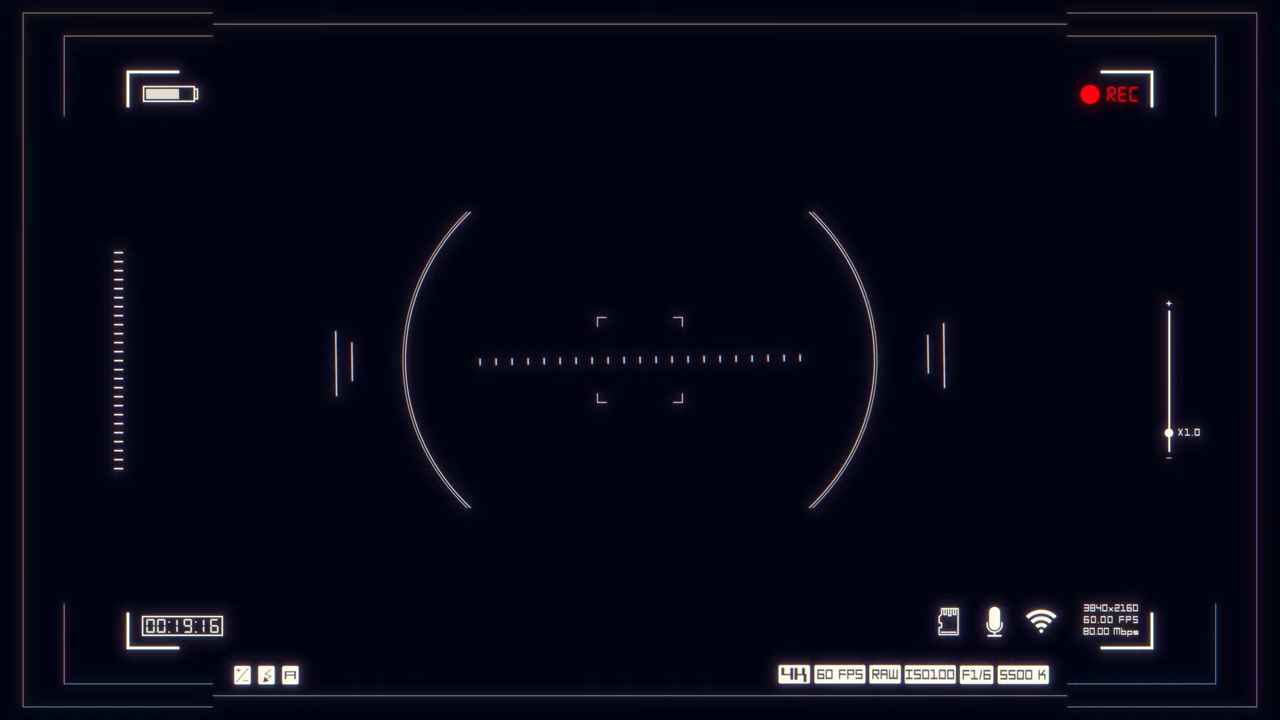 REC
X1.0
3840x2160
60.00 FPS
80.00 Mbps
00:19:16
A
4K 60 FPS RAW ISO100 F1/6 5500 K